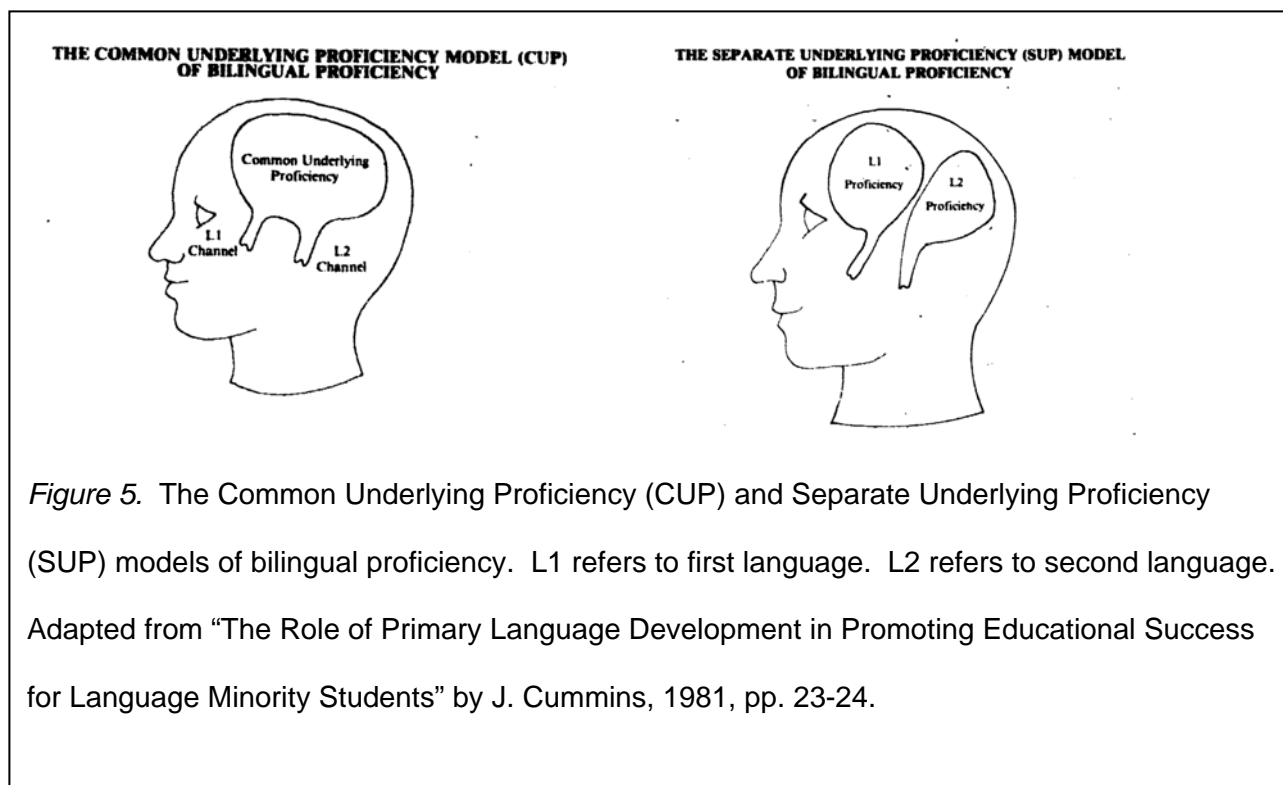 THE COMMON UNDERLYING PROFICIENCY MODEL (CUP)
OF BILINGUAL PROFICIENCY
Common Underlying
Proficiency
L1
Channel
L2
Channel
THE SEPARATE UNDERLYING PROFICIENCY (SUP) MODEL
OF BILINGUAL PROFICIENCY
L1
Proficiency
L2
Proficiency
Figure 5. The Common Underlying Proficiency (CUP) and Separate Underlying Proficiency
(SUP) models of bilingual proficiency. L1 refers to first language. L2 refers to second language.
Adapted from “The Role of Primary Language Development in Promoting Educational Success
for Language Minority Students” by J. Cummins, 1981, pp. 23-24.